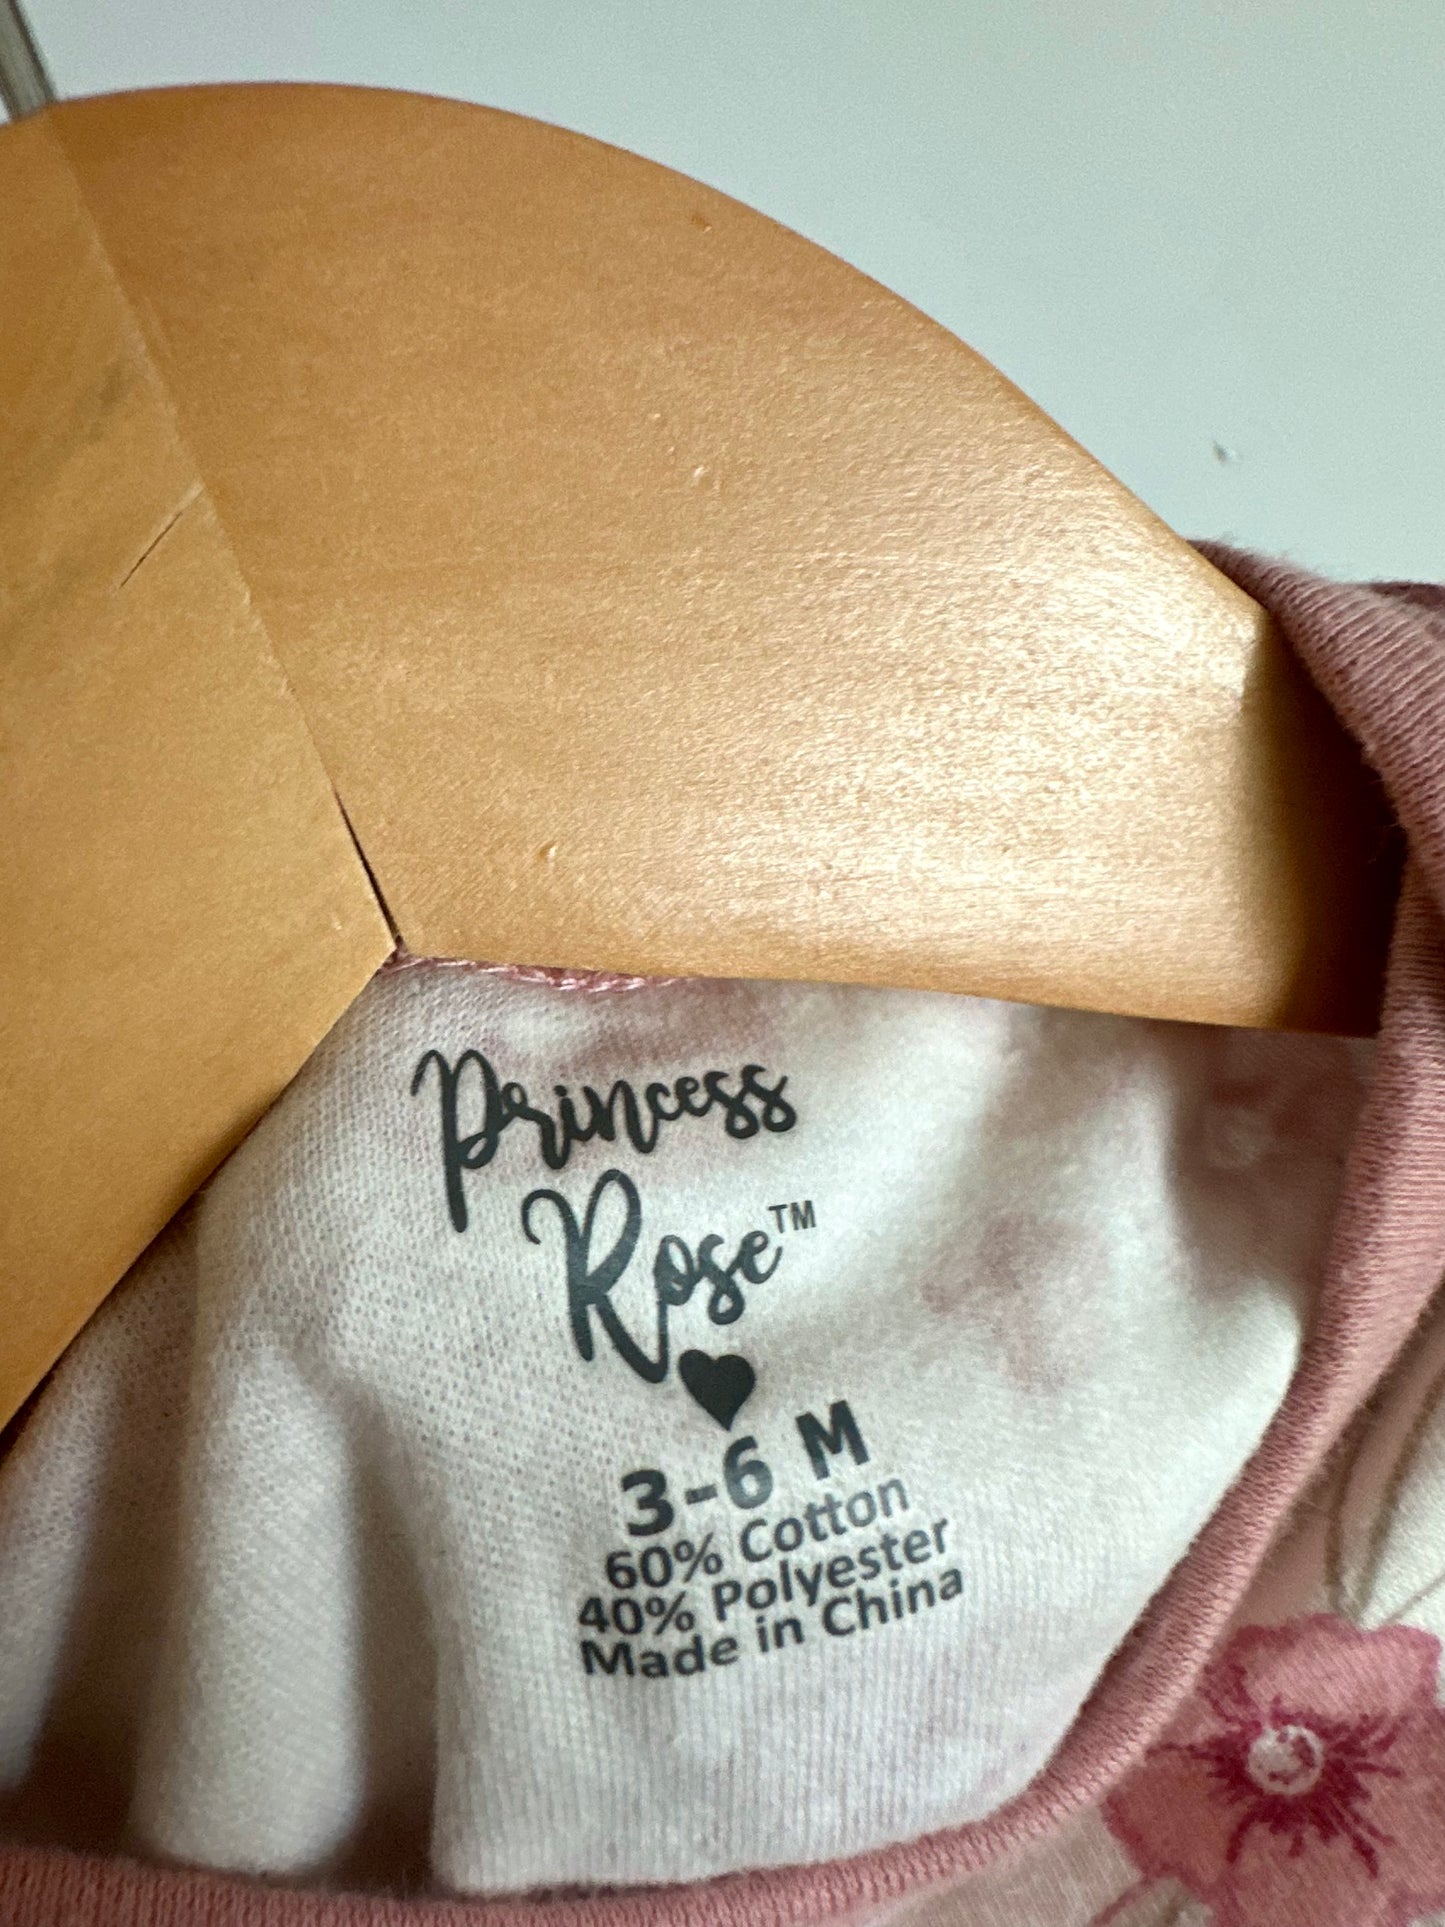 Princess
Rose™
3-6 M
60% Cotton
40% Polyester
Made in China